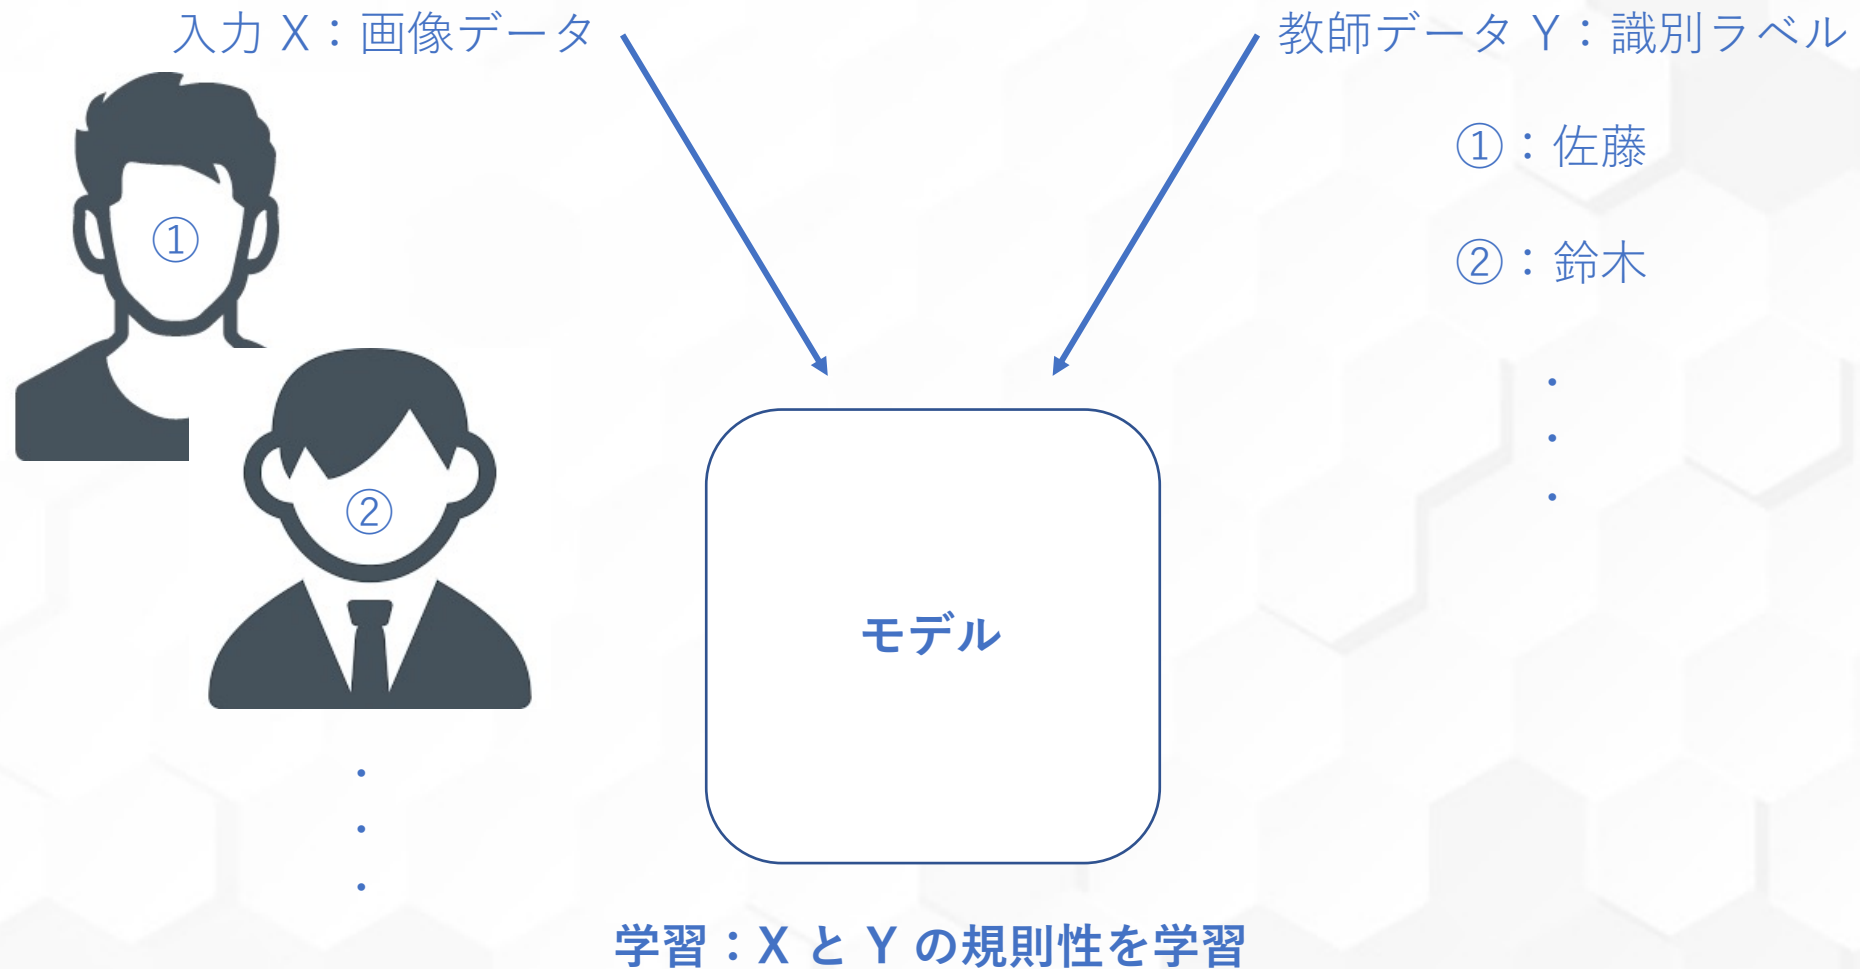 入力 X：画像データ
教師データ Y：識別ラベル
①：佐藤
②：鈴木
・
・
・
①
②
・
・
・
モデル
学習：X と Y の規則性を学習